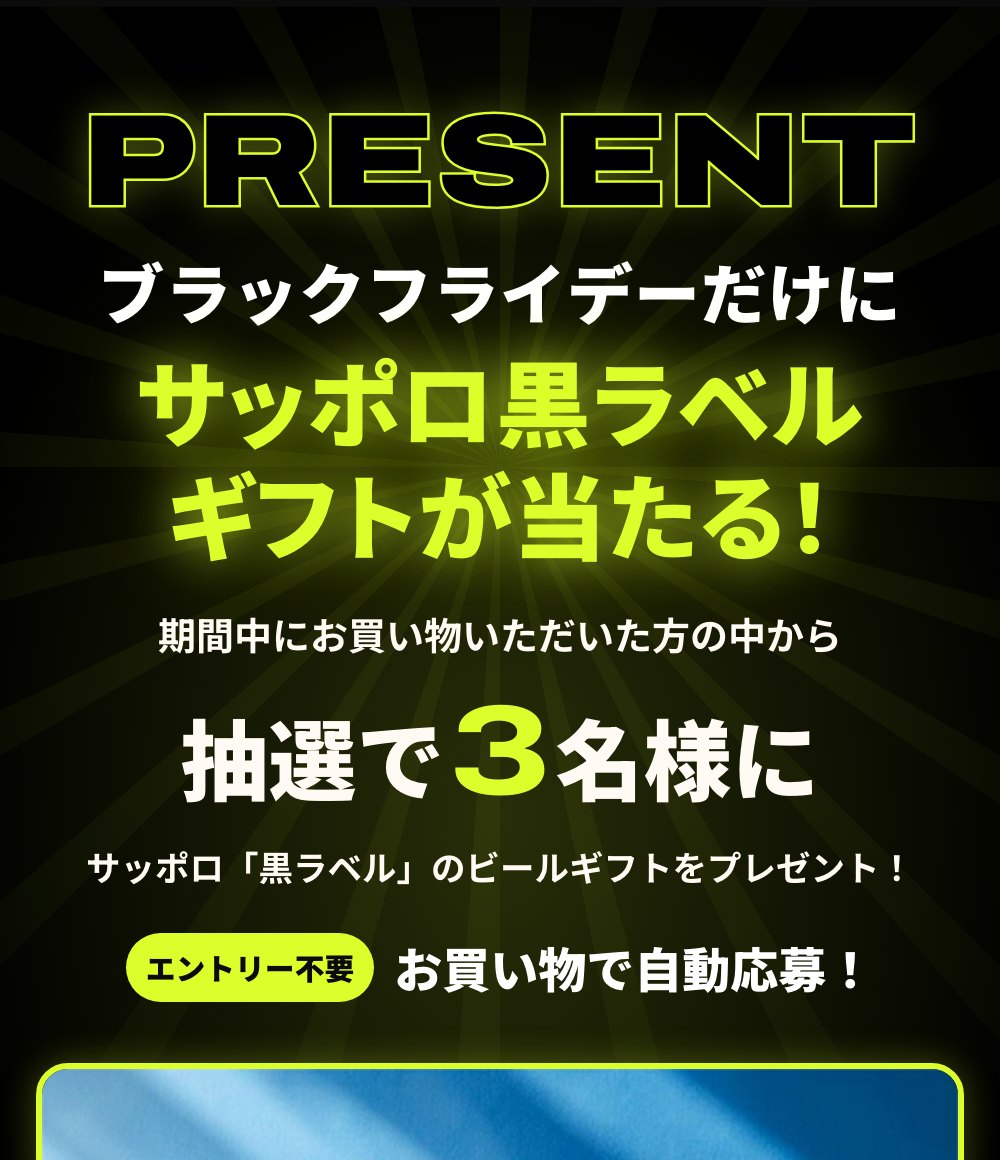 PRESENT
ブラックフライデーだけに
サッポロ黒ラベル
ギフトが当たる!
期間中にお買い物いただいた方の中から
抽選で3名様に
サッポロ「黒ラベル」のビールギフトをプレゼント！
エントリー不要 お買い物で自動応募！